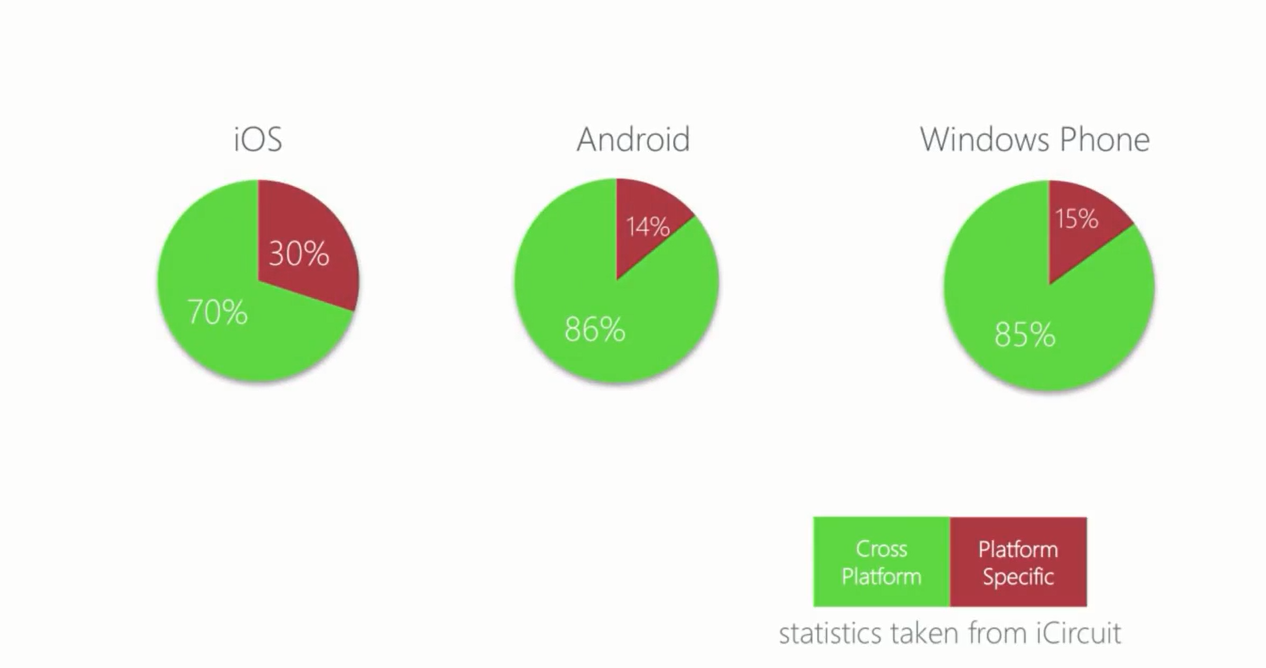 iOS
Android
Windows Phone
30%
70%
14%
86%
15%
85%
Cross
Platform
Platform
Specific
statistics taken from iCircuit